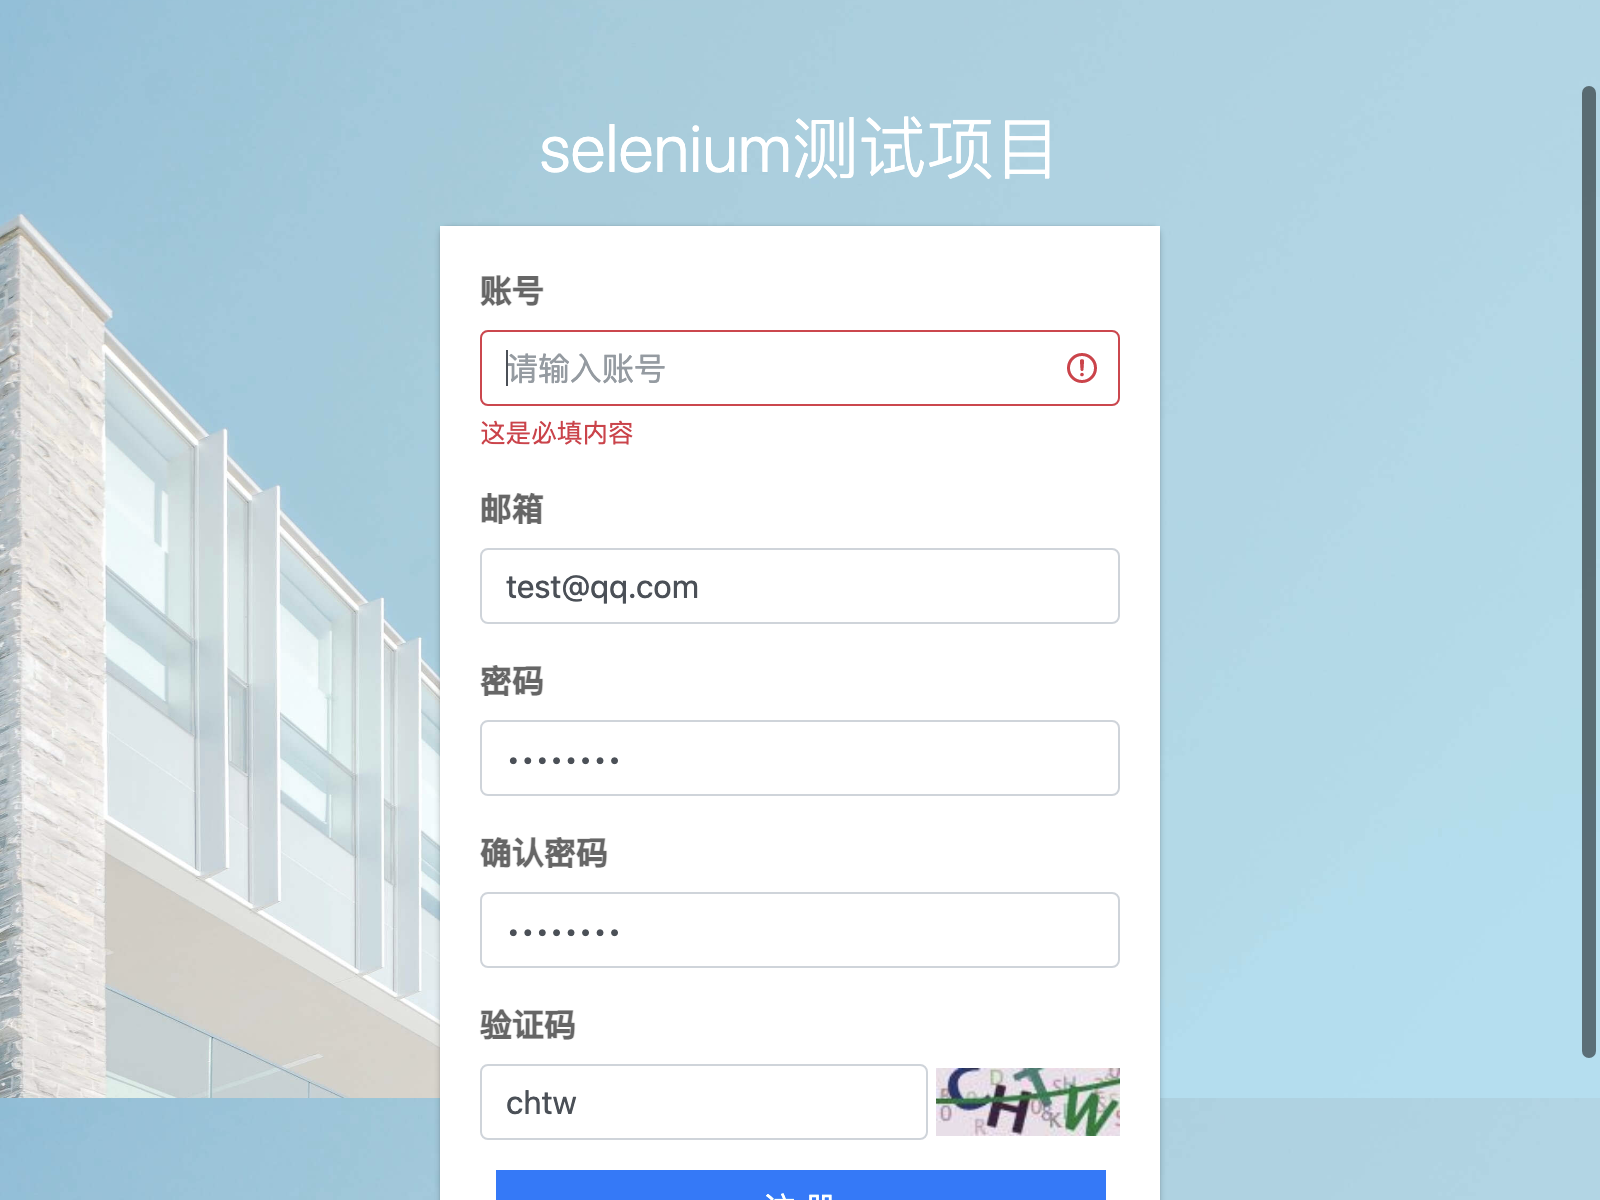 selenium测试项目
账号
请输入账号
这是必填内容
邮箱
test@qq.com
密码
••••••••
确认密码
••••••••
验证码
chtw
CHTW
注 册